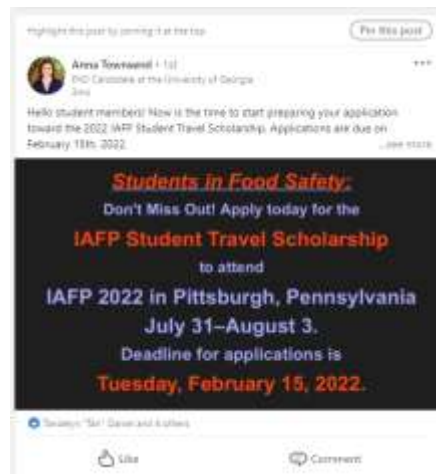 Highlight this post by pinning it at the top.
Pin this post
Anna Townsend • 1st
PhD Candidate at the University of Georgia
2mo
Hello student members! Now is the time to start preparing your application
toward the 2022 IAFP Student Travel Scholarship. Applications are due on
February 15th, 2022.
...see more
Students in Food Safety:
Don't Miss Out! Apply today for the
IAFP Student Travel Scholarship
to attend
IAFP 2022 in Pittsburgh, Pennsylvania
July 31–August 3.
Deadline for applications is
Tuesday, February 15, 2022.
Daniel and 4 others
Like
Comment